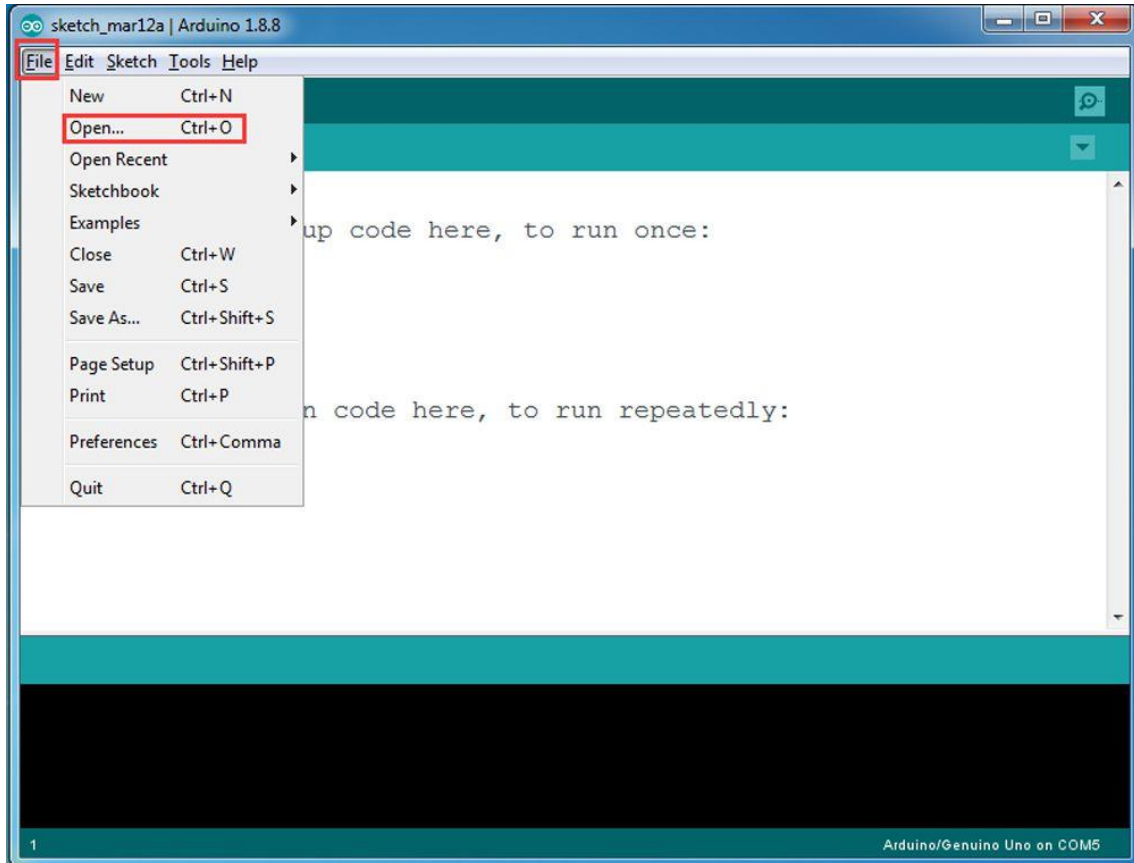 sketch_mar12a | Arduino 1.8.8
File Edit Sketch Tools Help
New Ctrl+N
Open... Ctrl+O
Open Recent
Sketchbook
Examples
up code here, to run once:
Close Ctrl+W
Save Ctrl+S
Save As... Ctrl+Shift+S
Page Setup Ctrl+Shift+P
Print Ctrl+P
n code here, to run repeatedly:
Preferences Ctrl+Comma
Quit Ctrl+Q
1 Arduino/Genuino Uno on COM5